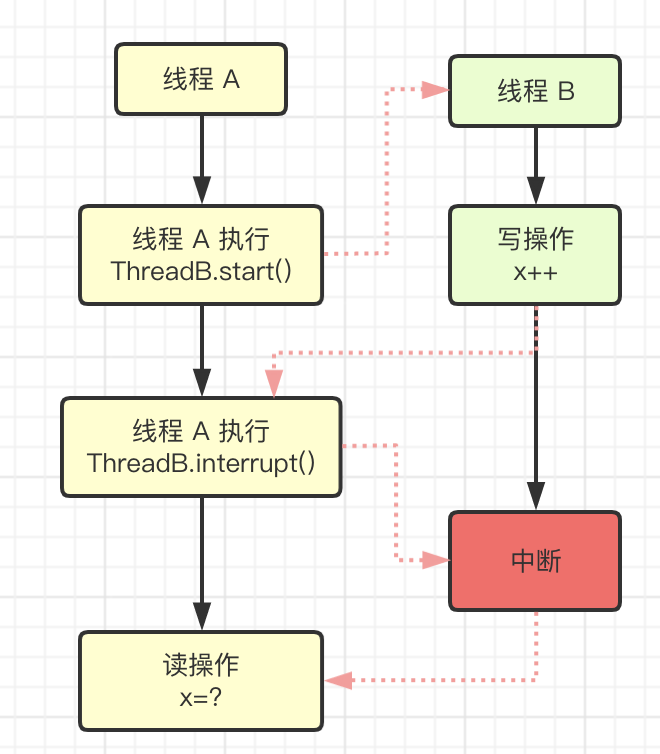 线程 A
线程 B
线程 A 执行
ThreadB.start()
写操作
x++
线程 A 执行
ThreadB.interrupt()
中断
读操作
x=?